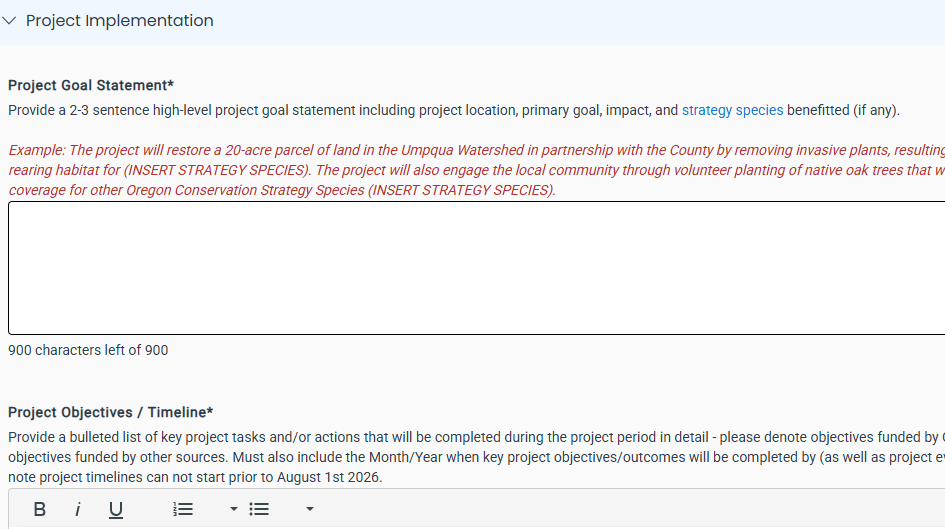 Project Implementation
Project Goal Statement*
Provide a 2-3 sentence high-level project goal statement including project location, primary goal, impact, and strategy species benefitted (if any).
Example: The project will restore a 20-acre parcel of land in the Umpqua Watershed in partnership with the County by removing invasive plants, resulting
rearing habitat for (INSERT STRATEGY SPECIES). The project will also engage the local community through volunteer planting of native oak trees that w
coverage for other Oregon Conservation Strategy Species (INSERT STRATEGY SPECIES).
900 characters left of 900
Project Objectives / Timeline*
Provide a bulleted list of key project tasks and/or actions that will be completed during the project period in detail - please denote objectives funded by
objectives funded by other sources. Must also include the Month/Year when key project objectives/outcomes will be completed by (as well as project ev
note project timelines can not start prior to August 1st 2026.
B i U